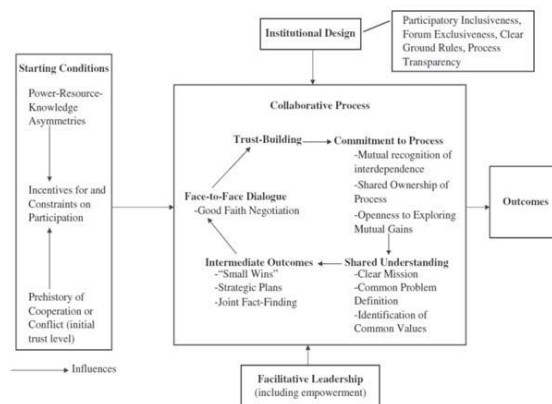 Institutional Design
Participatory Inclusiveness,
Forum Exclusiveness, Clear
Ground Rules, Process
Transparency
Starting Conditions
Power-Resource-
Knowledge
Asymmetries
Incentives for and
Constraints on
Participation
Prehistory of
Cooperation or
Conflict (initial
trust level)
Collaborative Process
Trust-Building
Commitment to Process
-Mutual recognition of
interdependence
-Shared Ownership of
Process
-Openness to Exploring
Mutual Gains
Face-to-Face Dialogue
-Good Faith Negotiation
Intermediate Outcomes
-“Small Wins”
-Strategic Plans
-Joint Fact-Finding
Shared Understanding
-Clear Mission
-Common Problem
Definition
-Identification of
Common Values
Outcomes
Influences
Facilitative Leadership
(including empowerment)